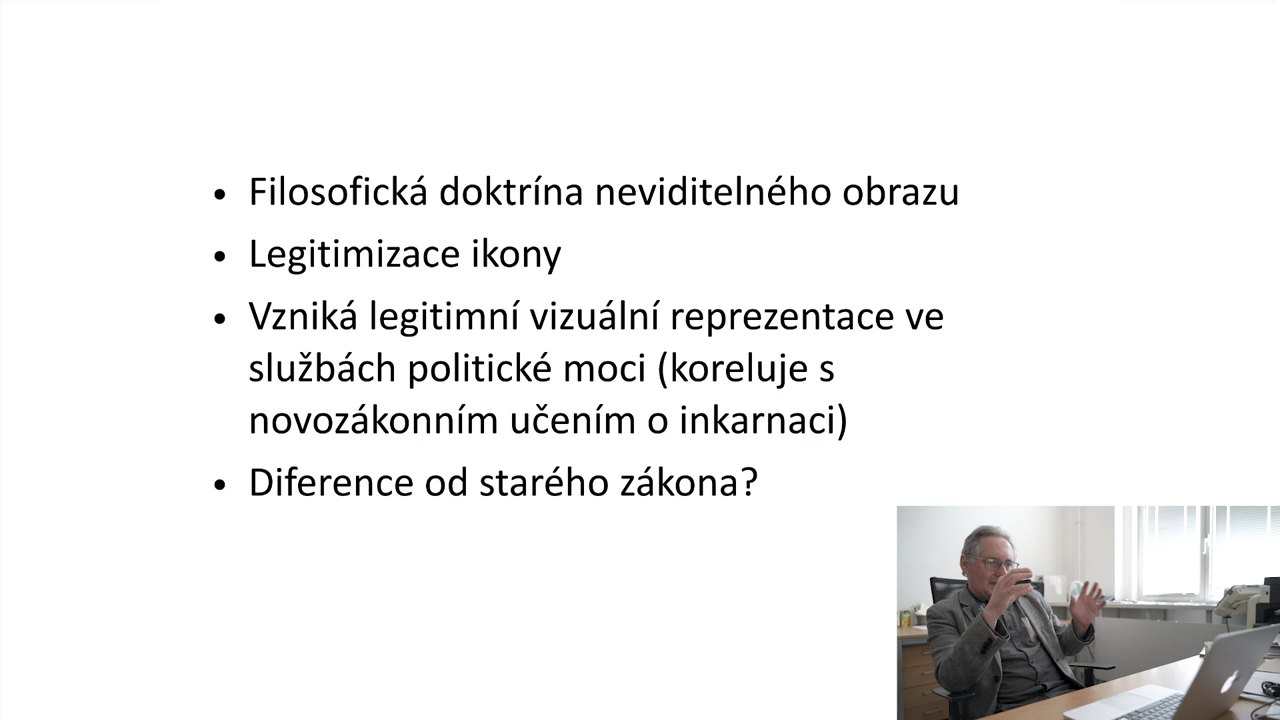 • Filosofická doktrína neviditelného obrazu
• Legitimizace ikony
• Vzniká legitimní vizuální reprezentace ve
službách politické moci (koreluje s
novozákonním učením o inkarnaci)
• Diference od starého zákona?